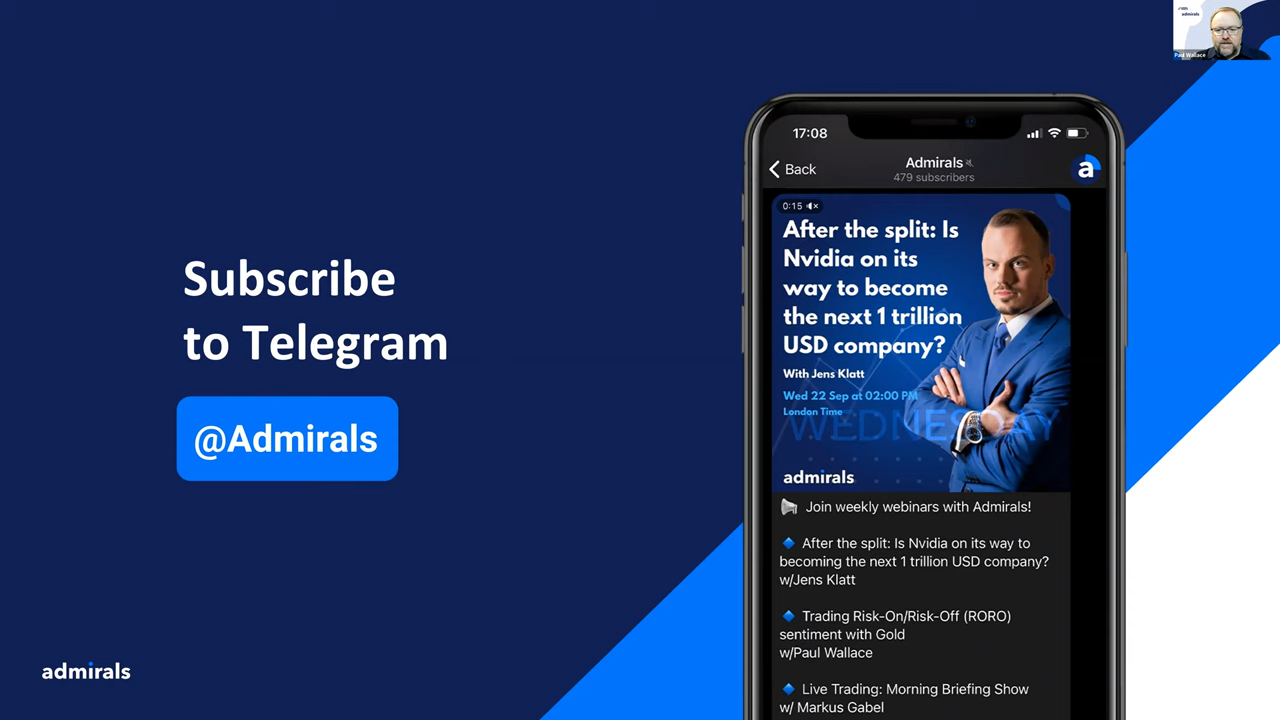 Subscribe
to Telegram
@Admirals
admirals
admirals
Paul Wallace
17:08
Back
Admirals
479 subscribers
a
0:15
After the split: Is
Nvidia on its
way to become
the next 1 trillion
USD company?
With Jens Klatt
Wed 22 Sep at 02:00 PM
London Time
WEDNESDAY
admirals
Join weekly webinars with Admirals!
After the split: Is Nvidia on its way to
becoming the next 1 trillion USD company?
w/Jens Klatt
Trading Risk-On/Risk-Off (RORO)
sentiment with Gold
w/Paul Wallace
Live Trading: Morning Briefing Show
w/ Markus Gabel